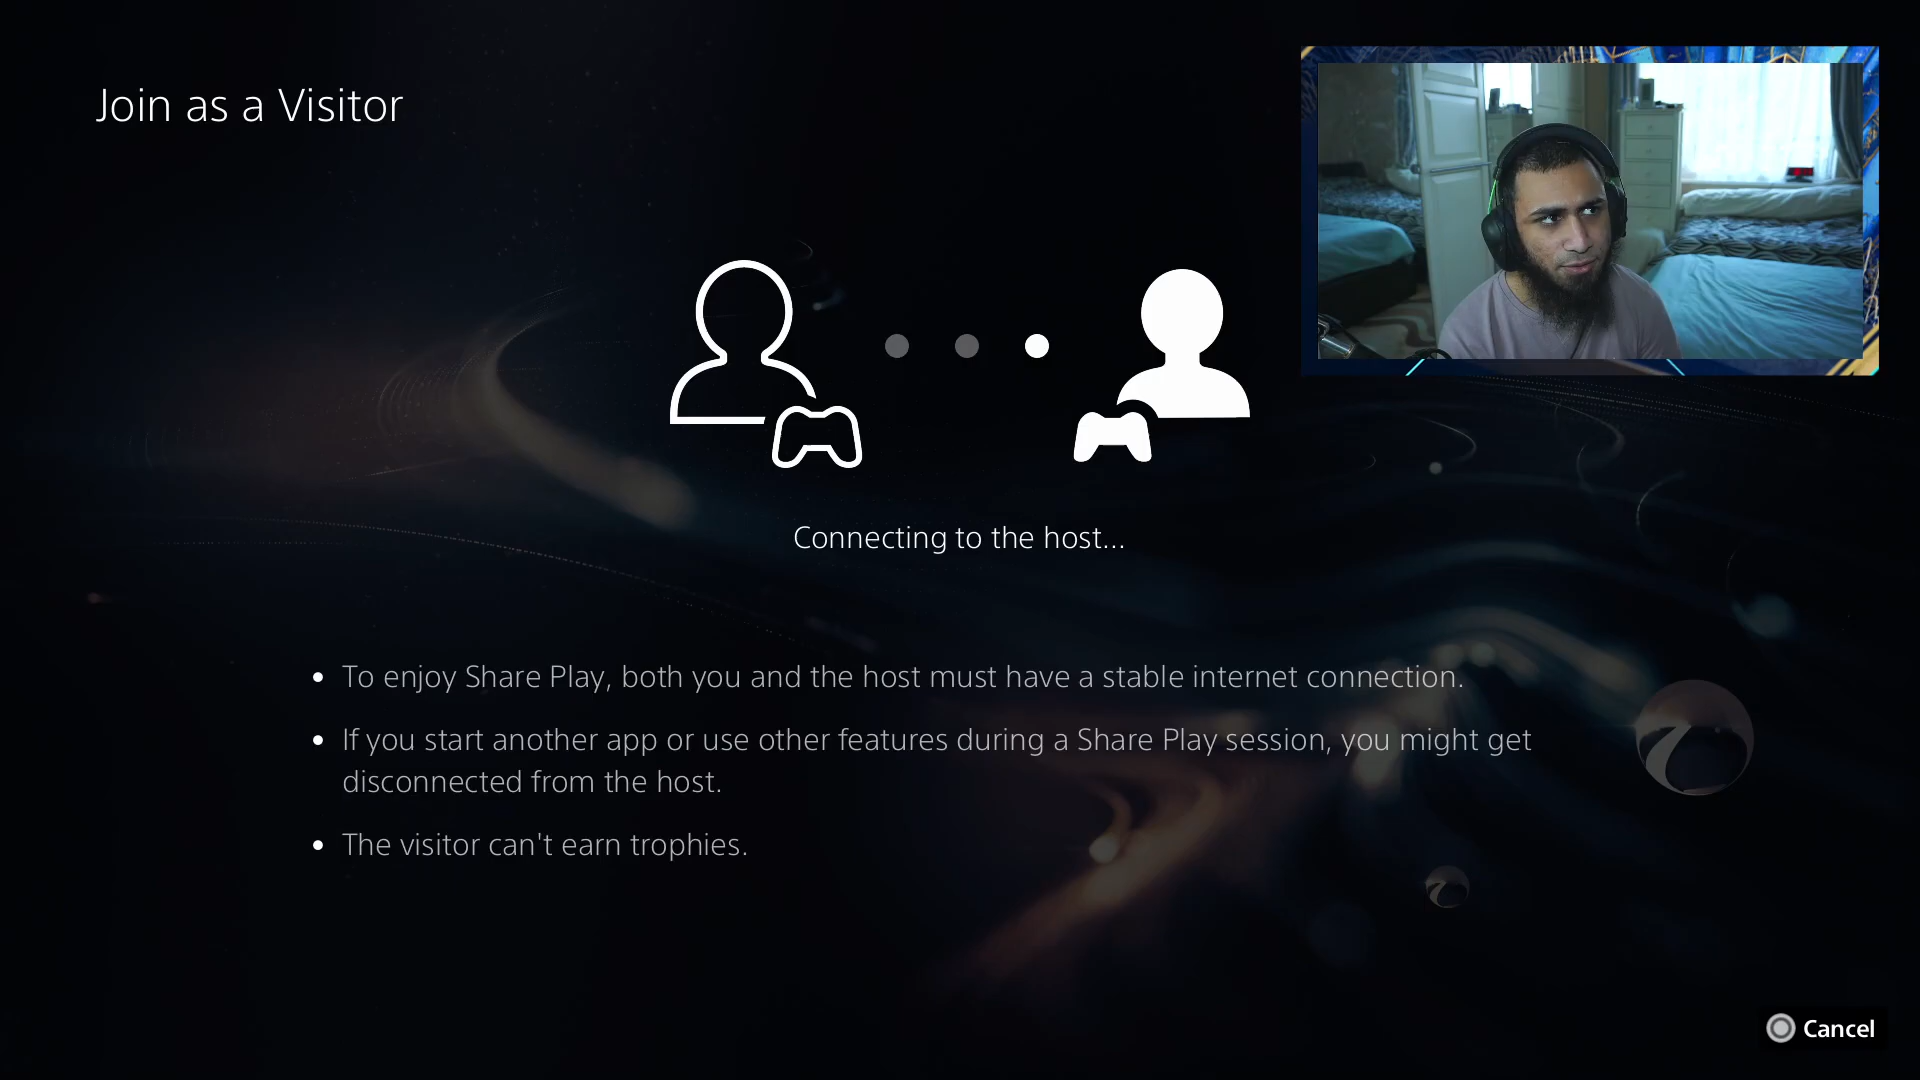 Join as a Visitor
Connecting to the host...
• To enjoy Share Play, both you and the host must have a stable internet connection.
• If you start another app or use other features during a Share Play session, you might get
disconnected from the host.
• The visitor can't earn trophies.
Cancel